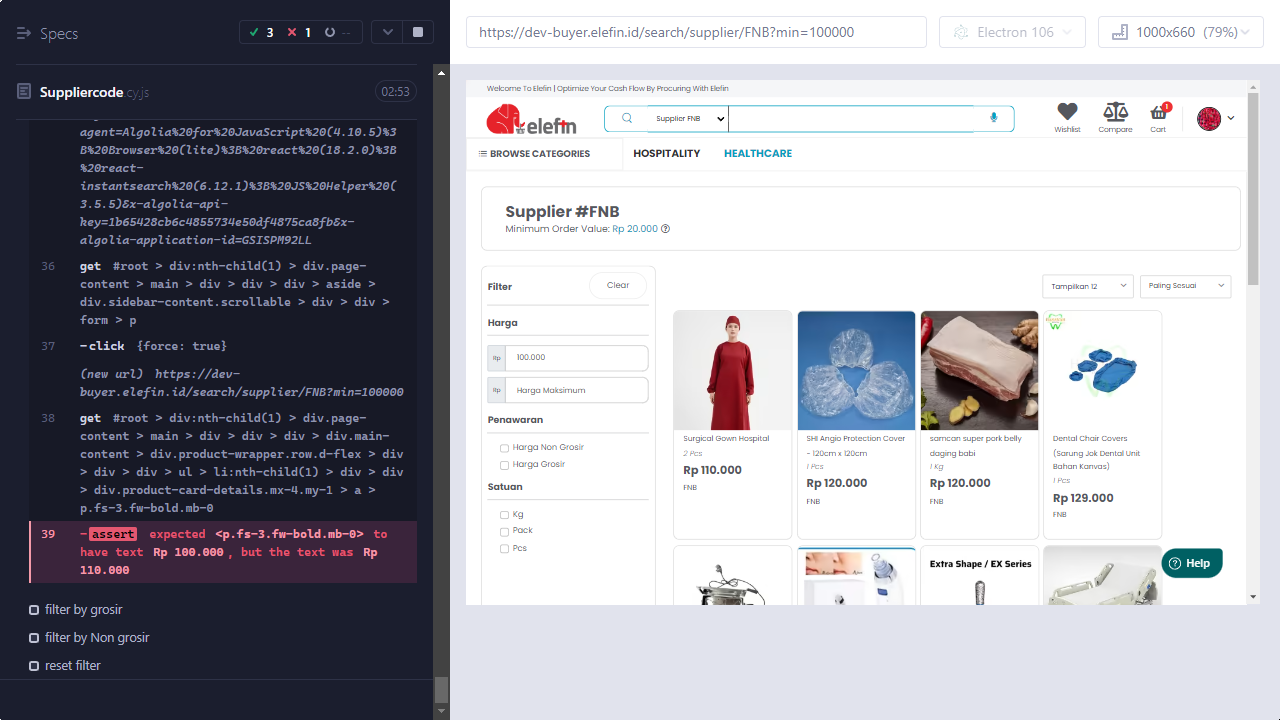 Specs
3
1
--
Suppliercode cy.js
02:53
agent=Algolia%20for%20JavaScript%20(4.10.5)%3
B%20Browser%20(lite)%3B%20react%20(18.2.0)%3B
%20react-
instantsearch%20(6.12.1)%3B%20JS%20Helper%20(
3.5.5)&x-algolia-api-
key=1b65428cb6c4855734e50df4875ca8fb&x-
algolia-application-id=GSISPM92LL
36 get #root > div:nth-child(1) > div.page-
content > main > div > div > div > aside >
div.sidebar-content.scrollable > div > div >
form > p
37 -click {force: true}
(new url) https://dev-
buyer.elefin.id/search/supplier/FNB?min=100000
38 get #root > div:nth-child(1) > div.page-
content > main > div > div > div > div.main-
content > div.product-wrapper.row.d-flex > div
> div > div > ul > li:nth-child(1) > div > div
> div.product-card-details.mx-4.my-1 > a >
p.fs-3.fw-bold.mb-0
39 -assert expected <p.fs-3.fw-bold.mb-0> to
have text Rp 100.000, but the text was Rp
110.000
filter by grosir
filter by Non grosir
reset filter
https://dev-buyer.elefin.id/search/supplier/FNB?min=100000
Electron 106
1000x660 (79%)
Welcome To Elefin | Optimize Your Cash Flow By Procuring With Elefin
elefin
Supplier FNB
Wishlist
Compare
1
Cart
BROWSE CATEGORIES
HOSPITALITY
HEALTHCARE
Supplier #FNB
Minimum Order Value: Rp 20.000
Filter
Clear
Harga
Rp 100.000
Rp Harga Maksimum
Penawaran
Harga Non Grosir
Harga Grosir
Satuan
Kg
Pack
Pcs
Tampilkan 12
Paling Sesuai
Surgical Gown Hospital
2 Pcs
Rp 110.000
FNB
SHI Angio Protection Cover
- 120cm x 120cm
1 Pcs
Rp 120.000
FNB
samcan super pork belly
daging babi
1 Kg
Rp 120.000
FNB
Dental Chair Covers
(Sarung Jok Dental Unit
Bahan Kanvas)
1 Pcs
Rp 129.000
FNB
Extra Shape / EX Series
Help